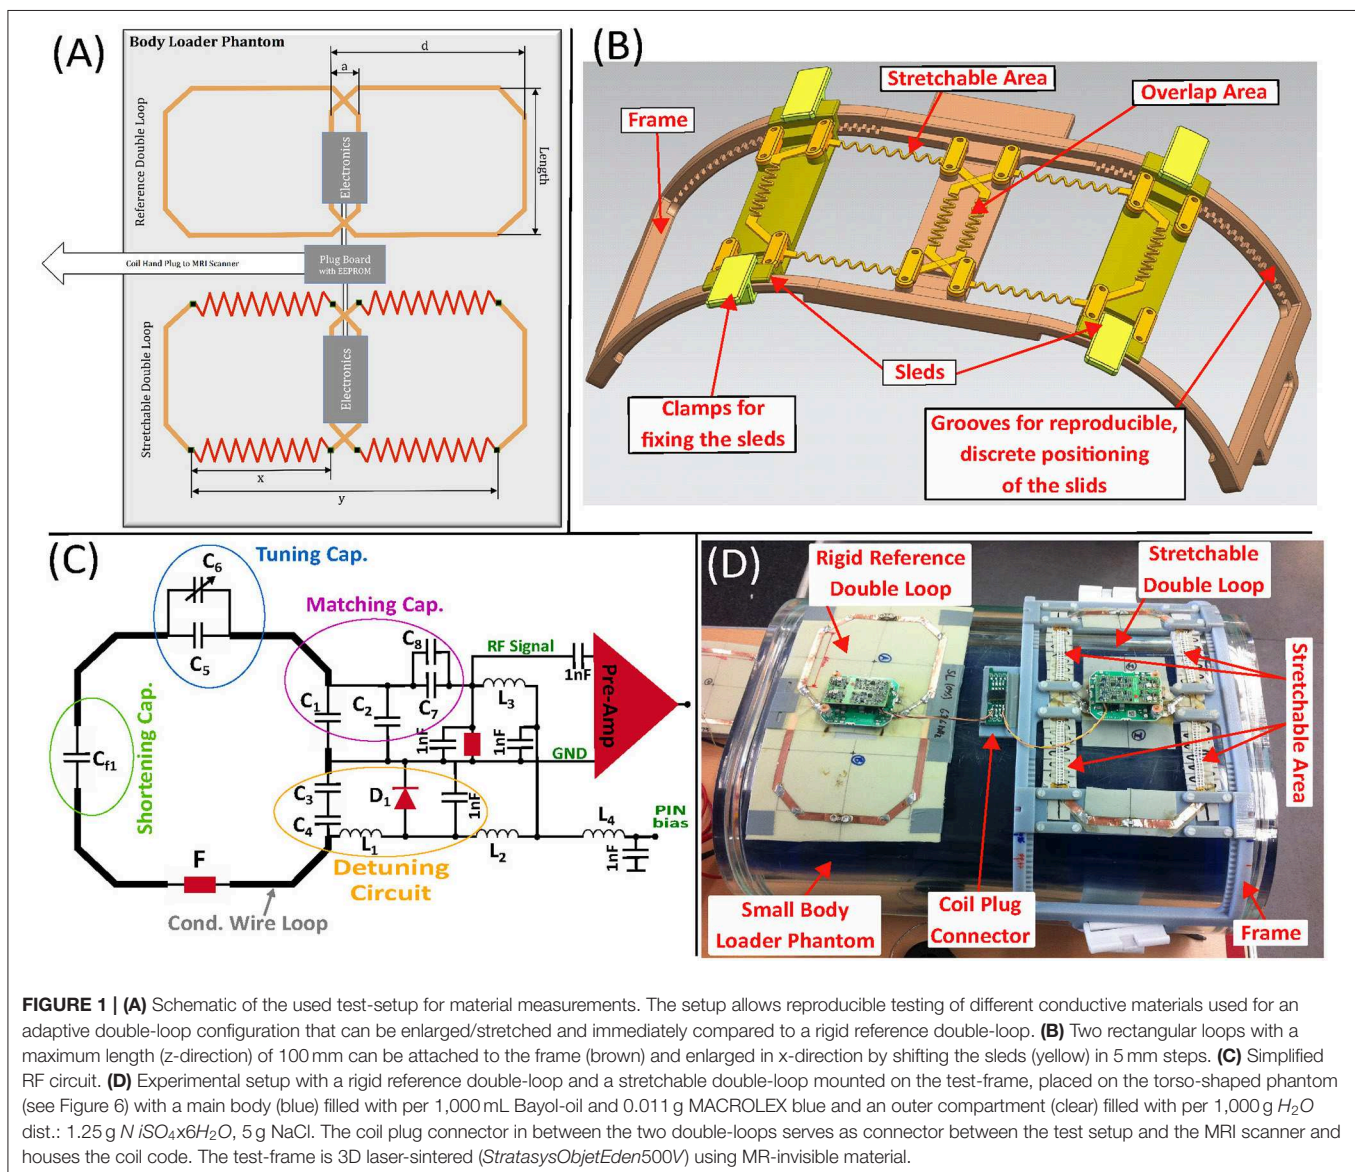 (A)
Body Loader Phantom
d
a
Reference Double Loop
Electronics
Length
Coil Hand Plug to MRI Scanner
Plug Board
with EEPROM
Stretchable Double Loop
Electronics
x
y
(B)
Stretchable Area
Overlap Area
Frame
Sleds
Clamps for
fixing the sleds
Grooves for reproducible,
discrete positioning
of the slids
(C)
Tuning Cap.
C6
C5
Matching Cap.
C8
C7
RF Signal
1nF
Pre-Amp
C1
C2
L3
1nF
1nF
GND
Shortening Cap.
Cf1
C3
C4
D1
1nF
PIN
bias
L1
L2
L4
1nF
Detuning
Circuit
F
Cond. Wire Loop
(D)
Rigid Reference
Double Loop
Stretchable
Double Loop
Stretchable Area
Small Body
Loader Phantom
Coil Plug
Connector
Frame
FIGURE 1 | (A) Schematic of the used test-setup for material measurements. The setup allows reproducible testing of different conductive materials used for an
adaptive double-loop configuration that can be enlarged/stretched and immediately compared to a rigid reference double-loop. (B) Two rectangular loops with a
maximum length (z-direction) of 100 mm can be attached to the frame (brown) and enlarged in x-direction by shifting the sleds (yellow) in 5 mm steps. (C) Simplified
RF circuit. (D) Experimental setup with a rigid reference double-loop and a stretchable double-loop mounted on the test-frame, placed on the torso-shaped phantom
(see Figure 6) with a main body (blue) filled with per 1,000 mL Bayol-oil and 0.011 g MACROLEX blue and an outer compartment (clear) filled with per 1,000 g H2O
dist.: 1.25 g N iSO4x6H2O, 5 g NaCl. The coil plug connector in between the two double-loops serves as connector between the test setup and the MRI scanner and
houses the coil code. The test-frame is 3D laser-sintered (StratasysObjetEden500V) using MR-invisible material.